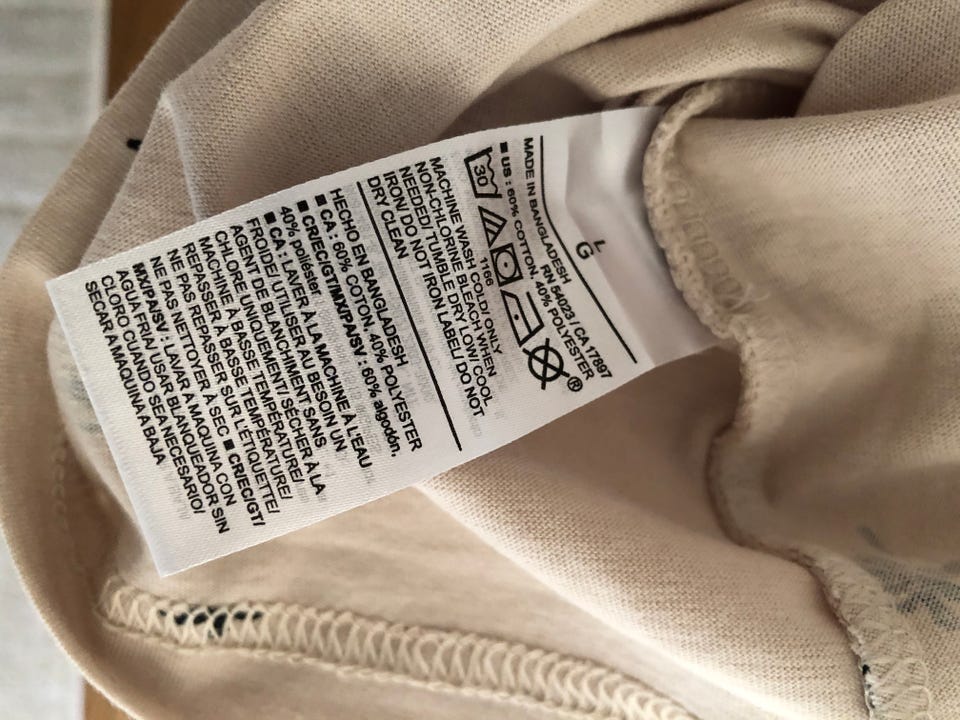 L
G
MADE IN BANGLADESH
RN 54023 / CA 17897
■ US : 60% COTTON. 40% POLYESTER
30
1166
MACHINE WASH COLD/ ONLY
NON-CHLORINE BLEACH WHEN
NEEDED/ TUMBLE DRY LOW/ COOL
IRON/ DO NOT IRON LABEL/ DO NOT
DRY CLEAN
HECHO EN BANGLADESH
■ CA : 60% COTON. 40% POLYESTER
■ CR/EC/GT/MX/PA/SV : 60% algodón.
40% poliéster
■ CA : LAVER À LA MACHINE À L'EAU
FROIDE/ UTILISER AU BESOIN UN
AGENT DE BLANCHIMENT SANS
CHLORE UNIQUEMENT/ SÉCHER À LA
MACHINE À BASSE TEMPÉRATURE/
REPASSER À BASSE TEMPÉRATURE/
NE PAS REPASSER SUR L'ÉTIQUETTE/
NE PAS NETTOYER À SEC ■ CR/EC/GT/
MX/PA/SV : LAVAR A MAQUINA CON
AGUA FRIA/ USAR BLANQUEADOR SIN
CLORO CUANDO SEA NECESARIO/
SECAR A MAQUINA A BAJA